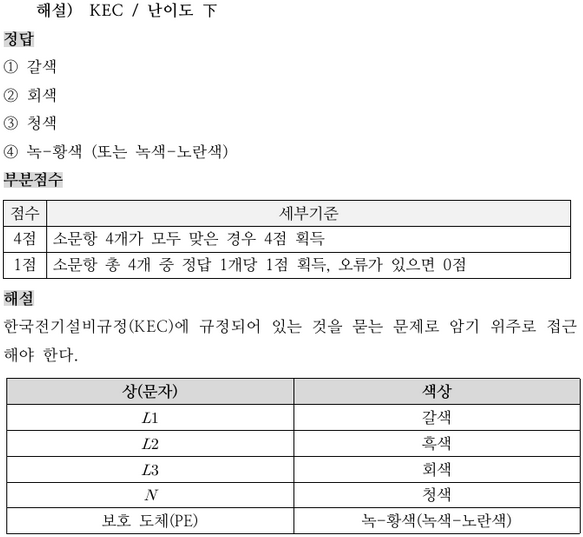 해설) KEC / 난이도 下
정답
① 갈색
② 회색
③ 청색
④ 녹-황색 (또는 녹색-노란색)
부분점수
점수 세부기준
4점 소문항 4개가 모두 맞은 경우 4점 획득
1점 소문항 총 4개 중 정답 1개당 1점 획득, 오류가 있으면 0점
해설
한국전기설비규정(KEC)에 규정되어 있는 것을 묻는 문제로 암기 위주로 접근
해야 한다.
상(문자) 색상
L1 갈색
L2 흑색
L3 회색
N 청색
보호 도체(PE) 녹-황색(녹색-노란색)